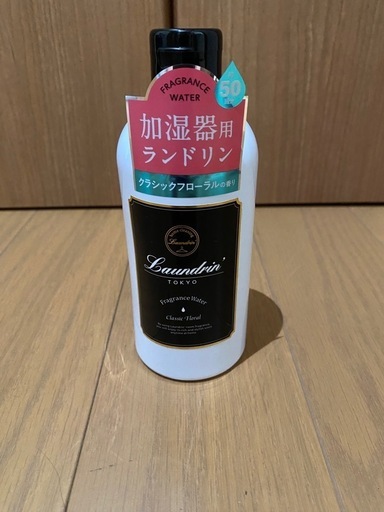 FRAGRANCE
WATER
50
加湿器用
ランドリン
クラシックフローラルの香り
Laundrin'
Laundrin'
TOKYO
Fragrance Water
Classic Floral